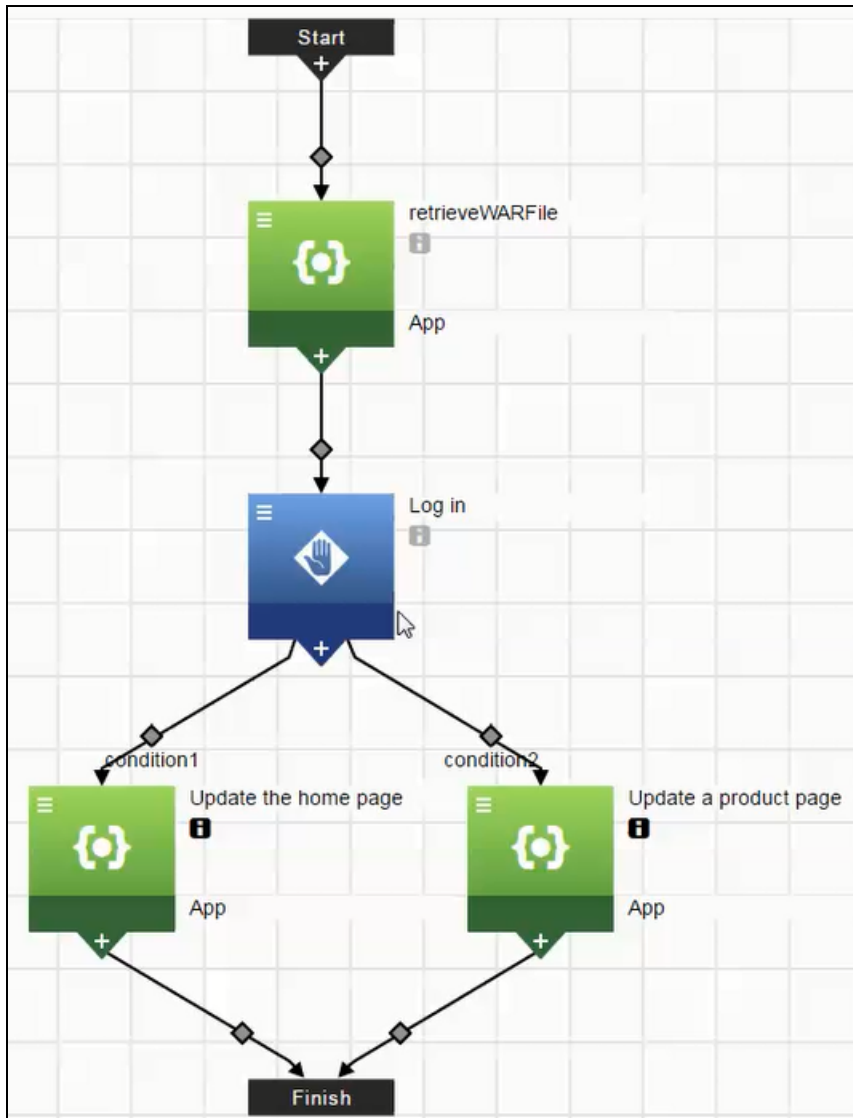 Start
retrieveWARFile
App
Log in
condition1
condition2
Update the home page
Update a product page
App
App
Finish